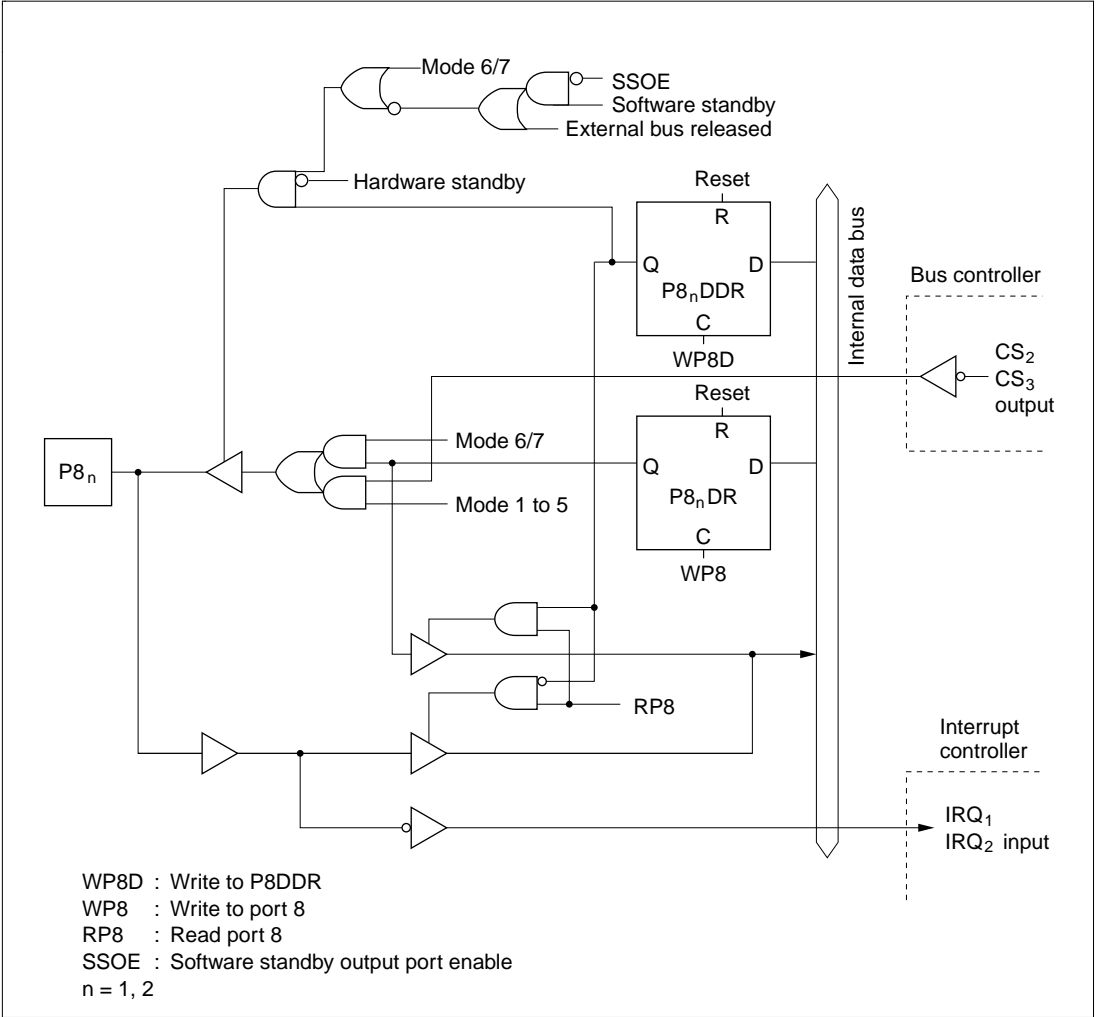 Mode 6/7
SSOE
Software standby
External bus released
Hardware standby
Reset
R
Q
D
P8nDDR
C
WP8D
Internal data bus
Bus controller
CS2
CS3
output
Reset
R
Mode 6/7
P8n
Q
D
P8nDR
Mode 1 to 5
C
WP8
RP8
Interrupt
controller
IRQ1
IRQ2 input
WP8D : Write to P8DDR
WP8 : Write to port 8
RP8 : Read port 8
SSOE : Software standby output port enable
n = 1, 2